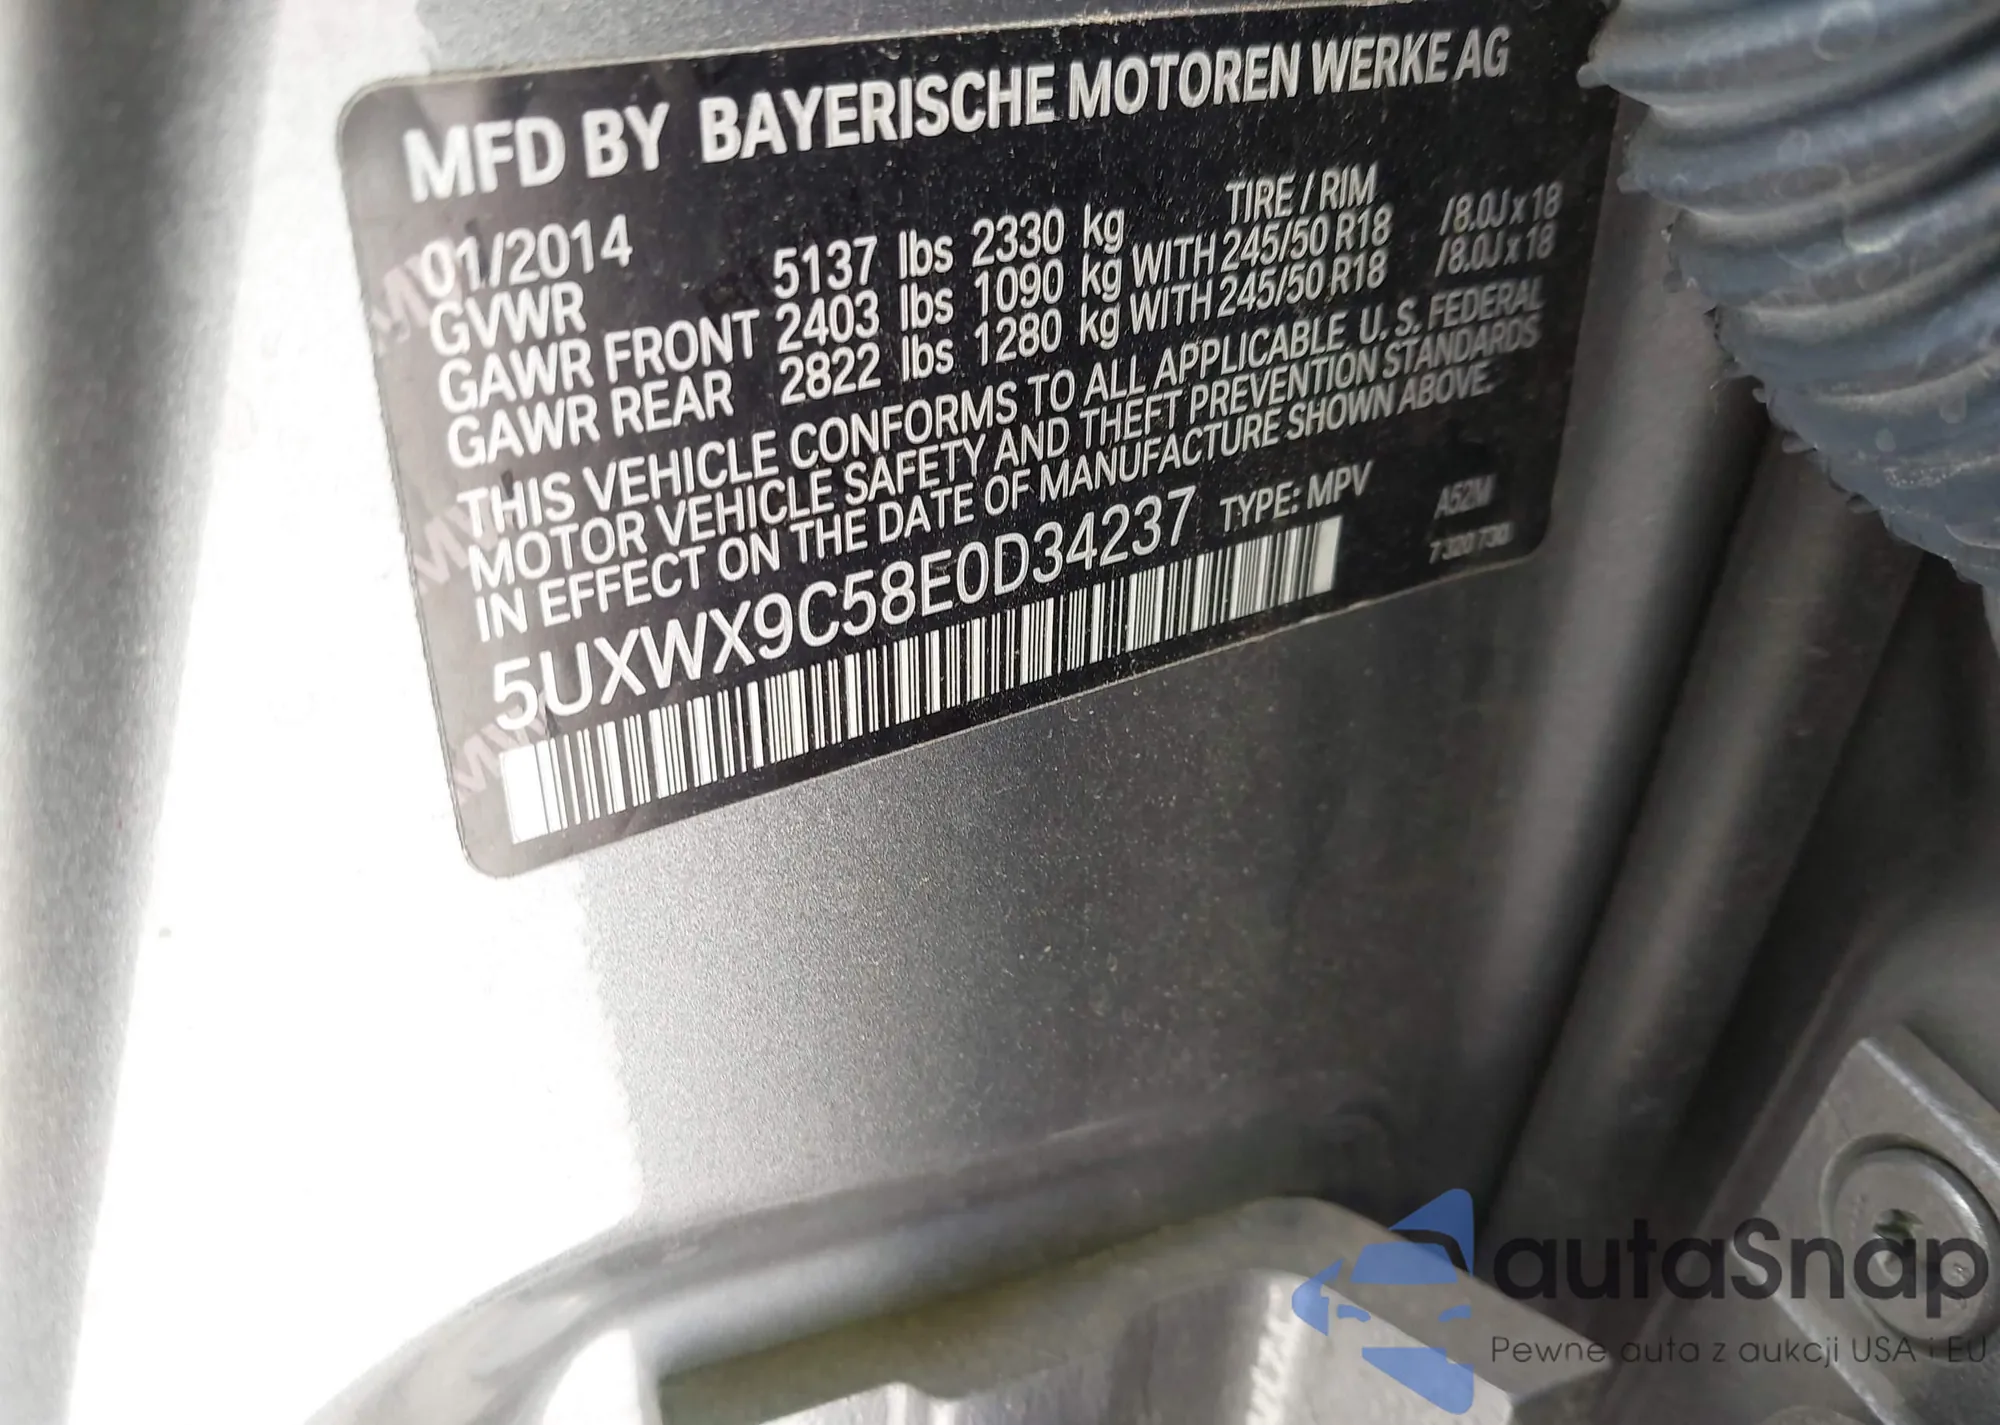 MFD BY BAYERISCHE MOTOREN WERKE AG
01/2014 TIRE / RIM
GVWR 5137 lbs 2330 kg
GAWR FRONT 2403 lbs 1090 kg WITH 245/50 R18 /8.0J x 18
GAWR REAR 2822 lbs 1280 kg WITH 245/50 R18 /8.0J x 18
THIS VEHICLE CONFORMS TO ALL APPLICABLE U. S. FEDERAL
MOTOR VEHICLE SAFETY AND THEFT PREVENTION STANDARDS
IN EFFECT ON THE DATE OF MANUFACTURE SHOWN ABOVE.
5UXWX9C58E0D34237 TYPE: MPV A52M
7 320 730
autaSnap
Pewne auta z aukcji USA i EU